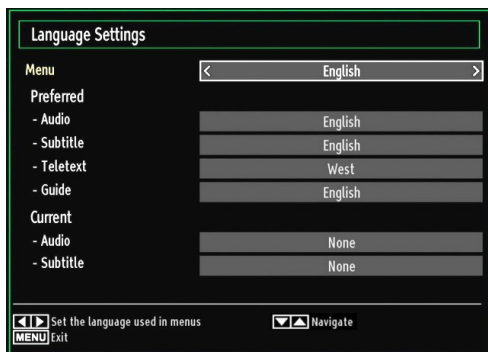 Language Settings
Menu < English >
Preferred
- Audio English
- Subtitle English
- Teletext West
- Guide English
Current
- Audio None
- Subtitle None
Set the language used in menus Navigate
MENU Exit